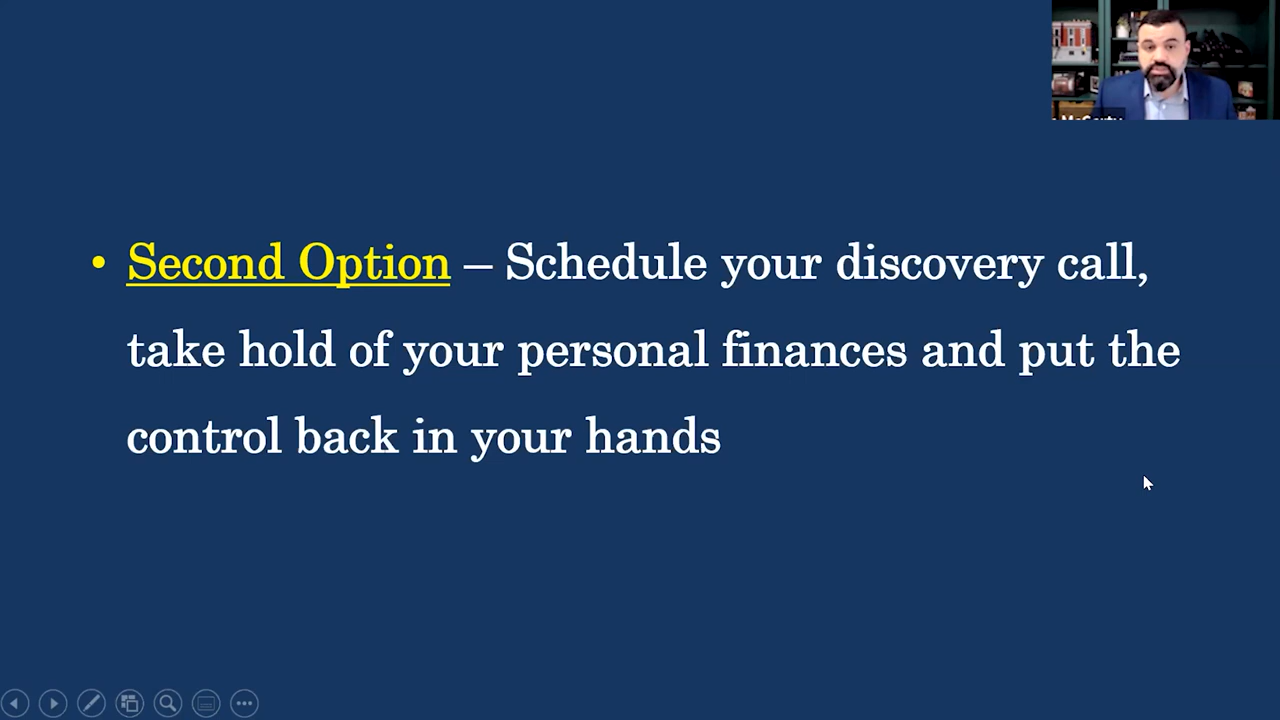 • Second Option – Schedule your discovery call,
take hold of your personal finances and put the
control back in your hands